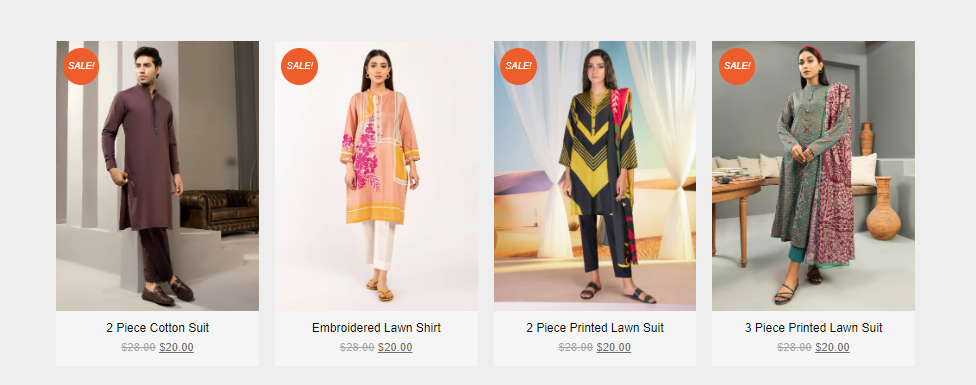 SALE!
SALE!
SALE!
SALE!
2 Piece Cotton Suit
$28.00 $20.00
Embroidered Lawn Shirt
$28.00 $20.00
2 Piece Printed Lawn Suit
$28.00 $20.00
3 Piece Printed Lawn Suit
$28.00 $20.00